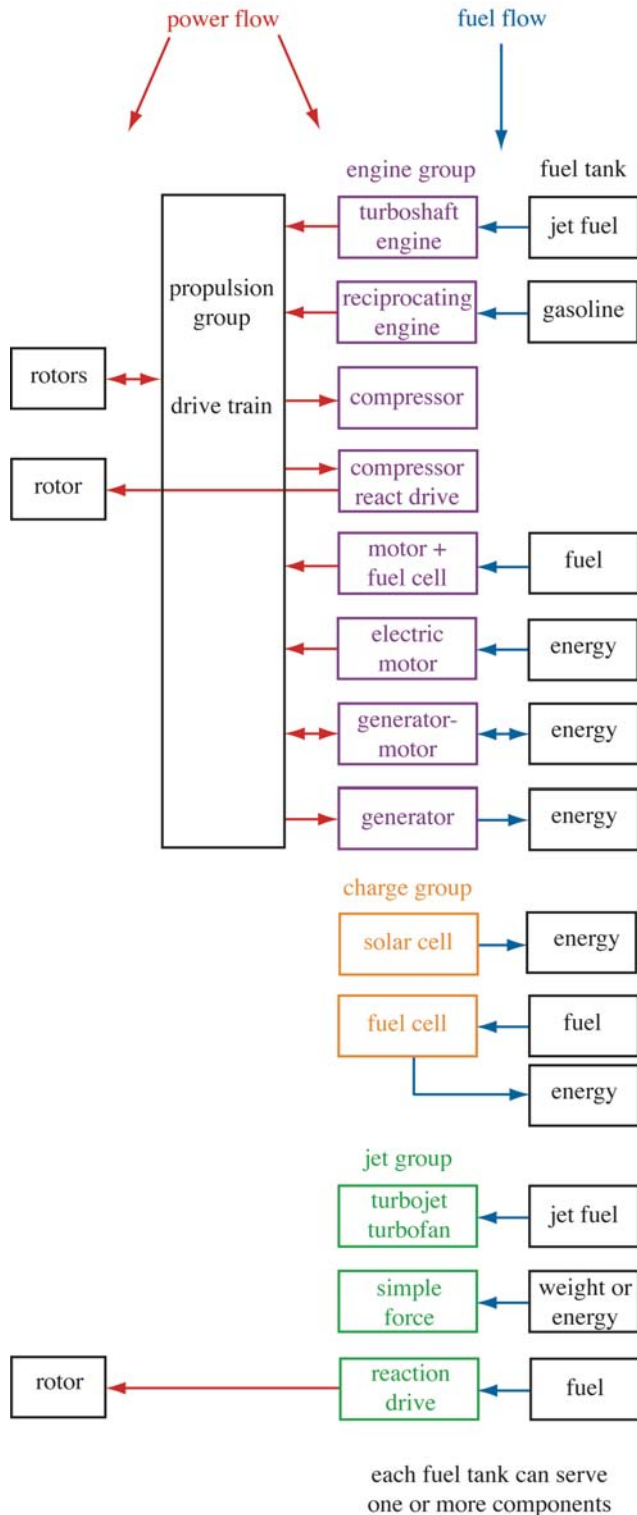 power flow
fuel flow
engine group
fuel tank
turboshaft
engine
jet fuel
propulsion
group
reciprocating
engine
gasoline
rotors
drive train
compressor
rotor
compressor
react drive
motor +
fuel cell
fuel
electric
motor
energy
generator-
motor
energy
generator
energy
charge group
solar cell
energy
fuel cell
fuel
energy
jet group
turbojet
turbofan
jet fuel
simple
force
weight or
energy
rotor
reaction
drive
fuel
each fuel tank can serve
one or more components